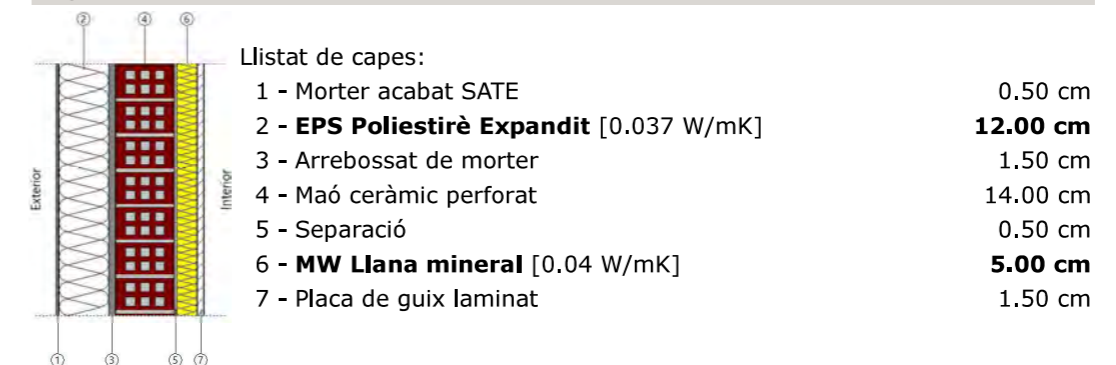 ② ④ ⑥
Llistat de capes:
1 - Morter acabat SATE 0.50 cm
2 - EPS Poliestirè Expandit [0.037 W/mK] 12.00 cm
3 - Arrebossat de morter 1.50 cm
4 - Maó ceràmic perforat 14.00 cm
5 - Separació 0.50 cm
6 - MW Llana mineral [0.04 W/mK] 5.00 cm
7 - Placa de guix laminat 1.50 cm
Exterior
Interior
① ③ ⑤ ⑦